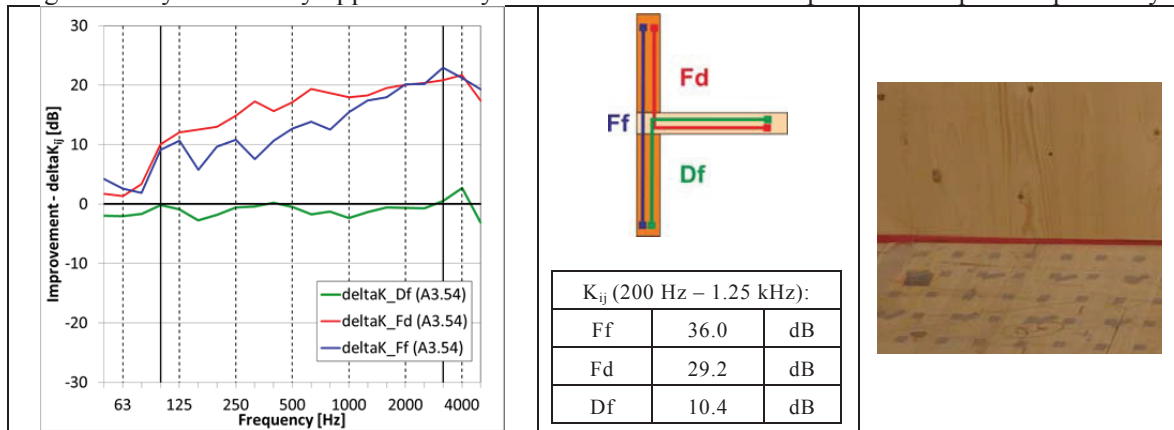 30
20
10
0
-10
-20
-30
Improvement - deltaKij [dB]
deltaK_Df (A3.54)
deltaK_Fd (A3.54)
deltaK_Ff (A3.54)
63 125 250 500 1000 2000 4000
Frequency [Hz]
Fd
Ff
Df
Kij (200 Hz – 1.25 kHz):
Ff 36.0 dB
Fd 29.2 dB
Df 10.4 dB